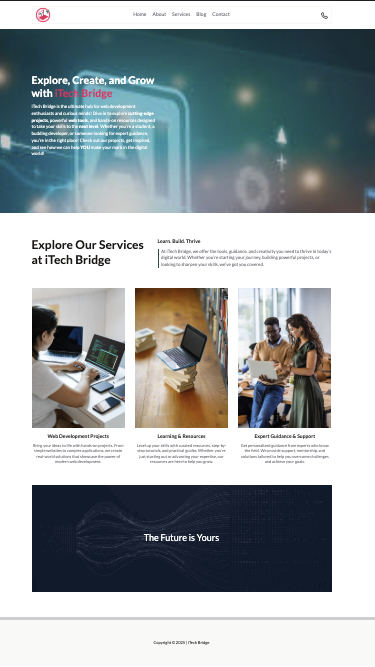 Home About Services Blog Contact
Explore, Create, and Grow
with iTech Bridge
iTech Bridge is the ultimate hub for web development
enthusiasts and curious minds! Dive in to explore cutting-edge
projects, powerful web tools, and hands-on resources designed
to take your skills to the next level. Whether you're a student, a
budding developer, or someone looking for expert guidance,
you're in the right place! Check out our projects, get inspired,
and see how we can help YOU make your mark in the digital
world!
Explore Our Services
at iTech Bridge
Learn. Build. Thrive
At iTech Bridge, we offer the tools, guidance, and creativity you need to thrive in today's
digital world. Whether you're starting your journey, building powerful projects, or
looking to sharpen your skills, we've got you covered.
Web Development Projects
Bring your ideas to life with hands-on projects. From
simple websites to complex applications, we create
real-world solutions that showcase the power of
modern web development.
Learning & Resources
Level up your skills with curated resources, step-by-
step tutorials, and practical guides. Whether you're
just starting out or advancing your expertise, our
resources are here to help you grow.
Expert Guidance & Support
Get personalized guidance from experts who know
the field. We provide support, mentorship, and
solutions tailored to help you overcome challenges
and achieve your goals.
The Future is Yours
Copyright © 2025 | iTech Bridge